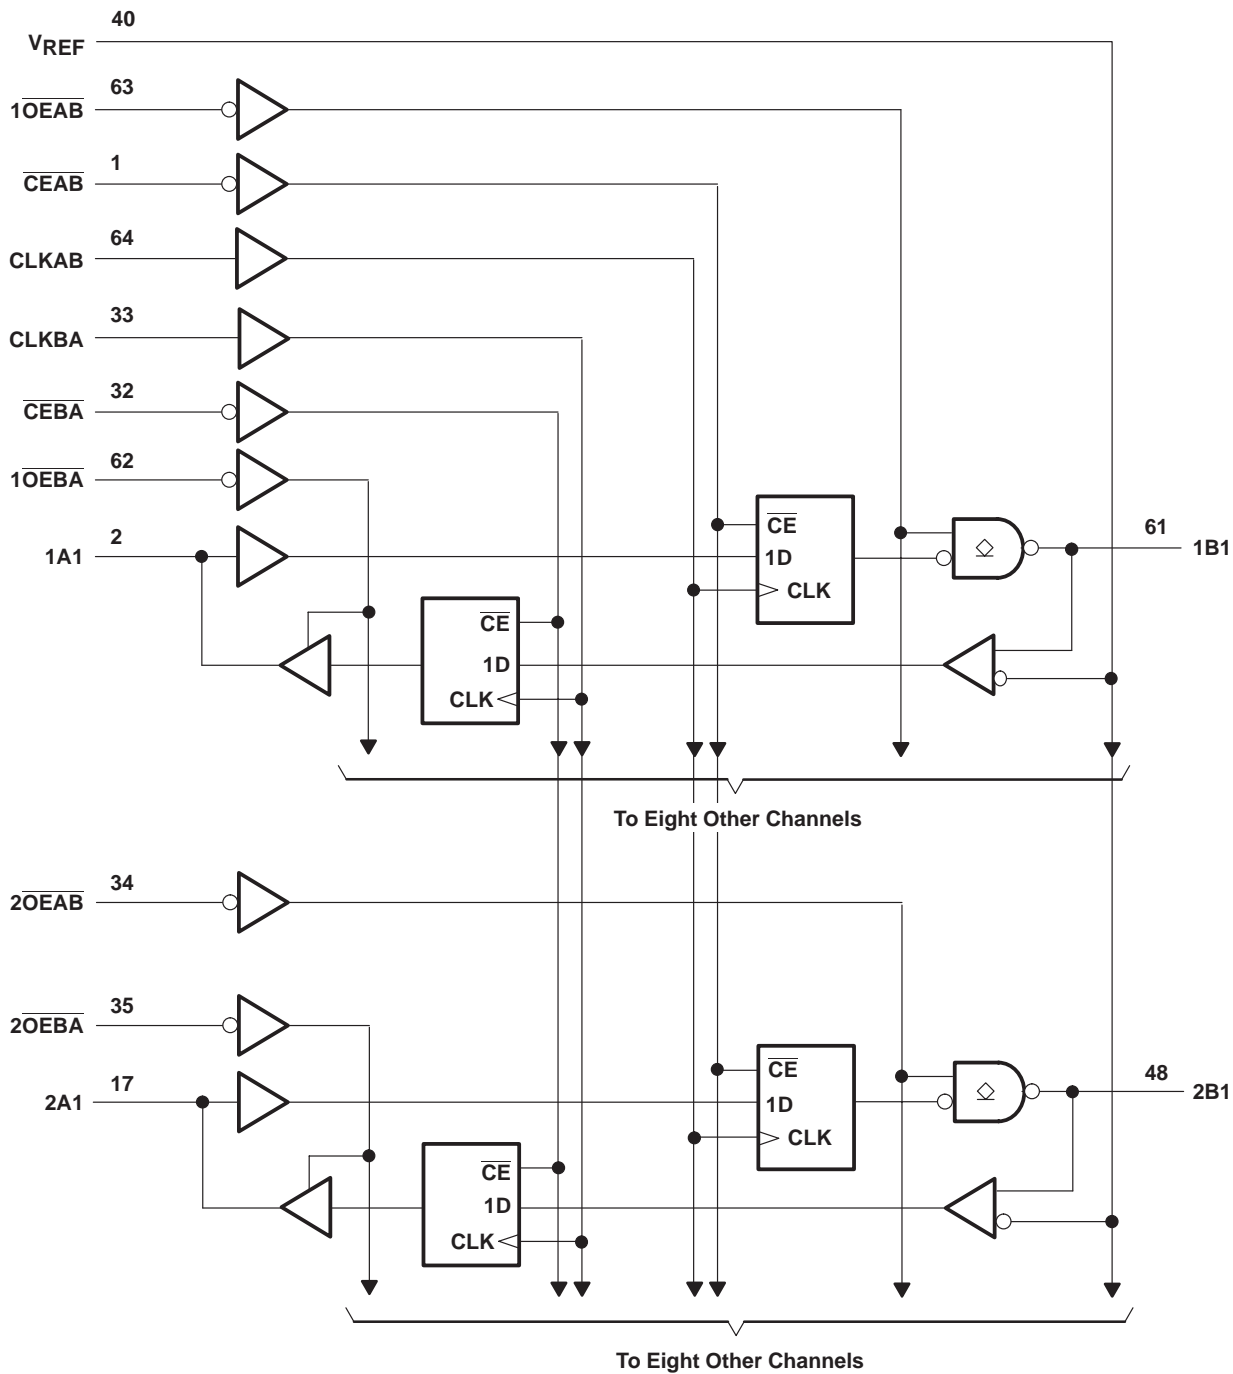 40
VREF
63
1OEAB
1
CEAB
64
CLKAB
33
CLKBA
32
CEBA
62
1OEBA
2
1A1
CE
1D
CLK
61
1B1
CE
1D
CLK
To Eight Other Channels
34
2OEAB
35
2OEBA
17
2A1
CE
1D
CLK
48
2B1
CE
1D
CLK
To Eight Other Channels